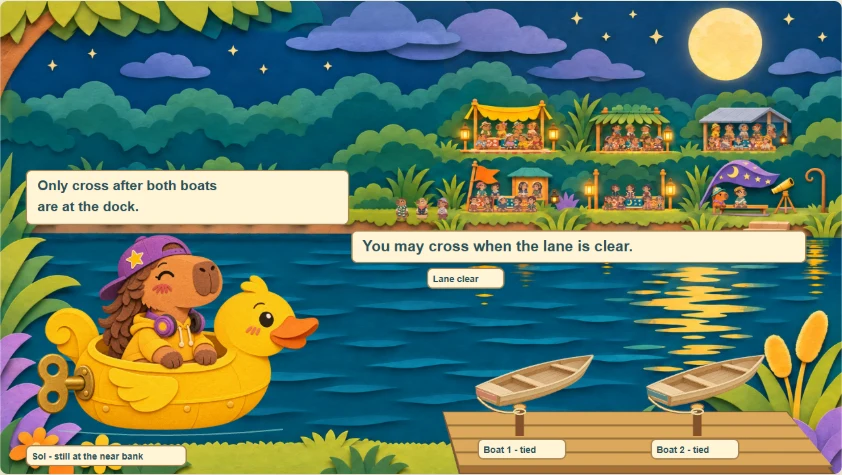 Only cross after both boats
are at the dock.
You may cross when the lane is clear.
Lane clear
Boat 1 - tied
Boat 2 - tied
Sol - still at the near bank